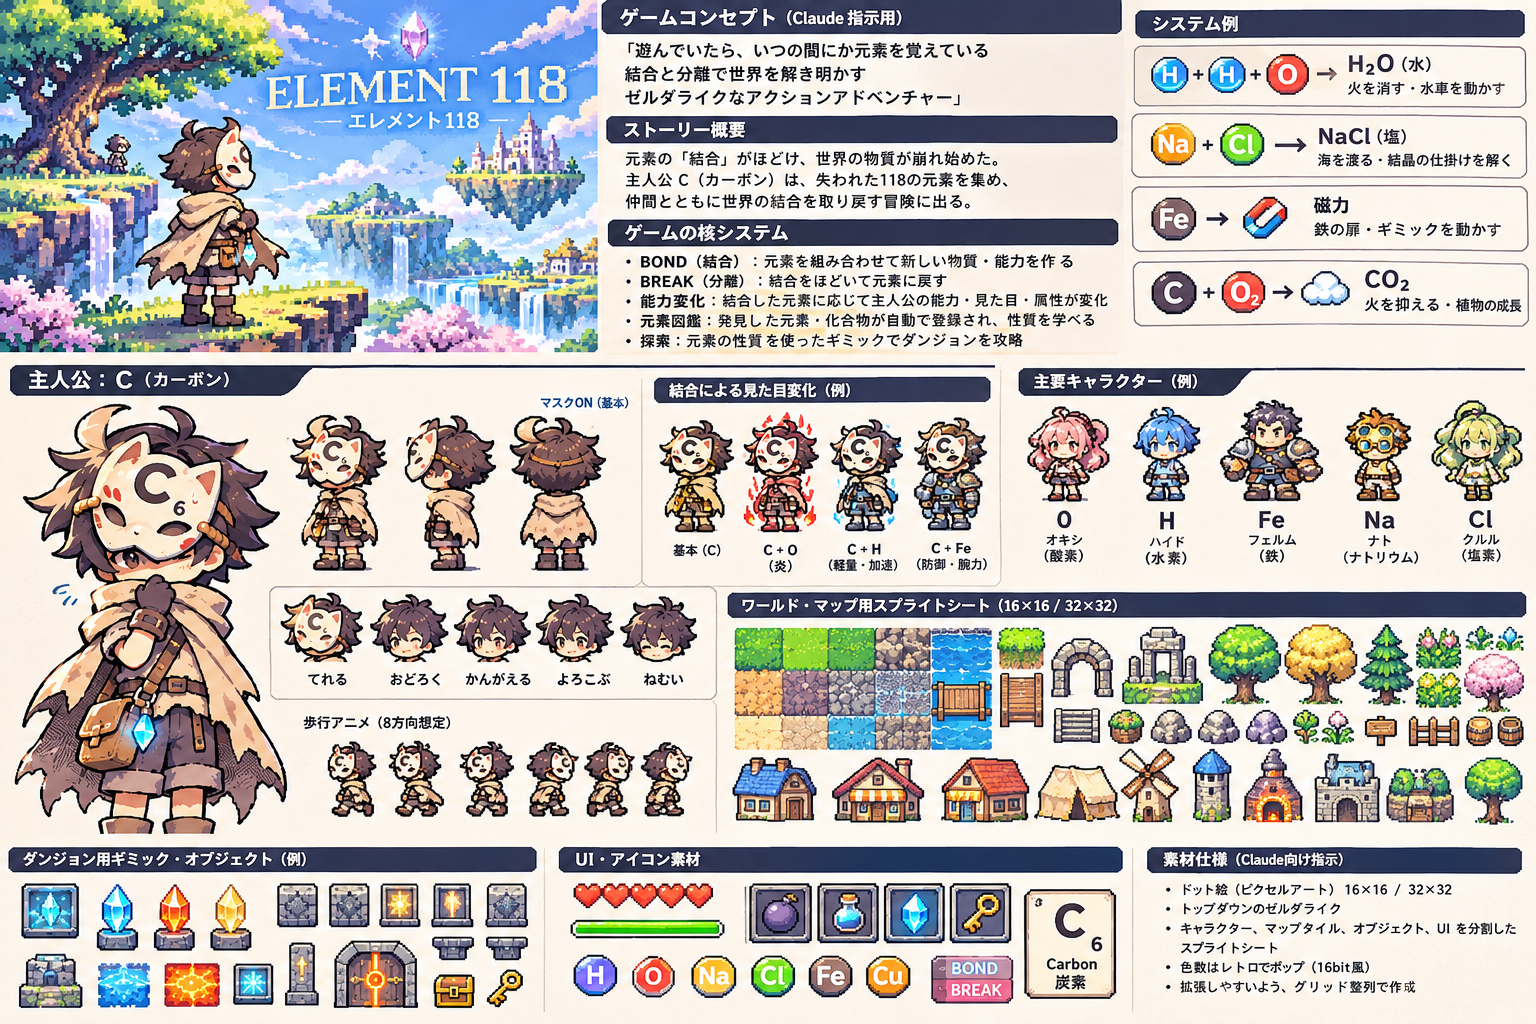 ELEMENT 118
エレメント118
ゲームコンセプト（Claude 指示用）
「遊んでいたら、いつの間にか元素を覚えている
結合と分離で世界を解き明かす
ゼルダライクなアクションアドベンチャー」
ストーリー概要
元素の「結合」がほどけ、世界の物質が崩れ始めた。
主人公 C（カーボン）は、失われた118の元素を集め、
仲間とともに世界の結合を取り戻す冒険に出る。
ゲームの核システム
• BOND（結合）：元素を組み合わせて新しい物質・能力を作る
• BREAK（分離）：結合をほどいて元素に戻す
• 能力変化：結合した元素に応じて主人公の能力・見た目・属性が変化
• 元素図鑑：発見した元素・化合物が自動で登録され、性質を学べる
• 探索：元素の性質を使ったギミックでダンジョンを攻略
システム例
H + H + O → H₂O（水）
火を消す・水車を動かす
Na + Cl → NaCl（塩）
海を渡る・結晶の仕掛けを解く
Fe → 磁力
鉄の扉・ギミックを動かす
C + O₂ → CO₂
火を抑える・植物の成長
主人公：C（カーボン）
マスクON（基本）
C
6
てれる
おどろく
かんがえる
よろこぶ
ねむい
歩行アニメ（8方向想定）
結合による見た目変化（例）
基本（C）
C + O
（炎）
C + H
（軽量・加速）
C + Fe
（防御・腕力）
主要キャラクター（例）
O
オキシ
（酸素）
H
ハイド
（水素）
Fe
フェルム
（鉄）
Na
ナト
（ナトリウム）
Cl
クルル
（塩素）
ワールド・マップ用スプライトシート（16×16 / 32×32）
ダンジョン用ギミック・オブジェクト（例）
UI・アイコン素材
H
O
Na
Cl
Fe
Cu
BOND
BREAK
C
6
Carbon
炭素
素材仕様（Claude向け指示）
• ドット絵（ピクセルアート） 16×16 / 32×32
• トップダウンのゼルダライク
• キャラクター、マップタイル、オブジェクト、UI を分割した
スプライトシート
• 色数はレトロでポップ（16bit風）
• 拡張しやすいよう、グリッド整列で作成